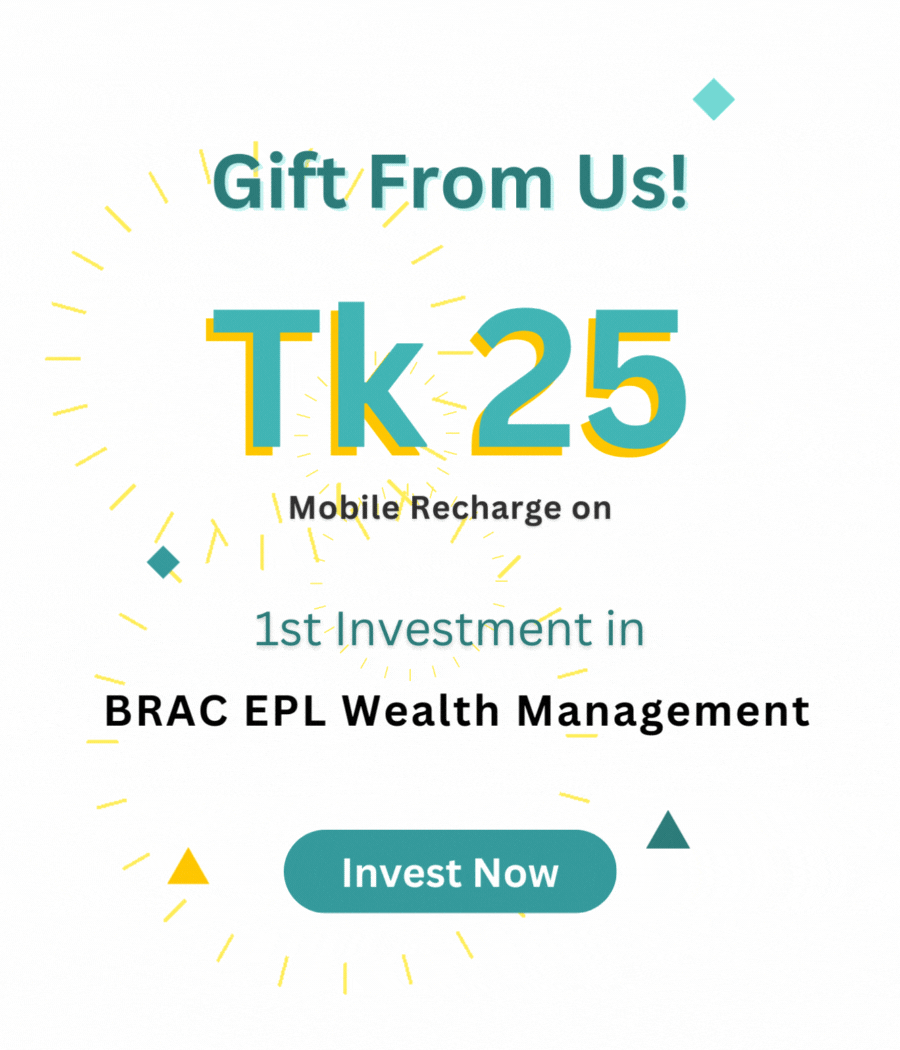 Gift From Us!
Tk 25
Mobile Recharge on
1st Investment in
BRAC EPL Wealth Management
Invest Now